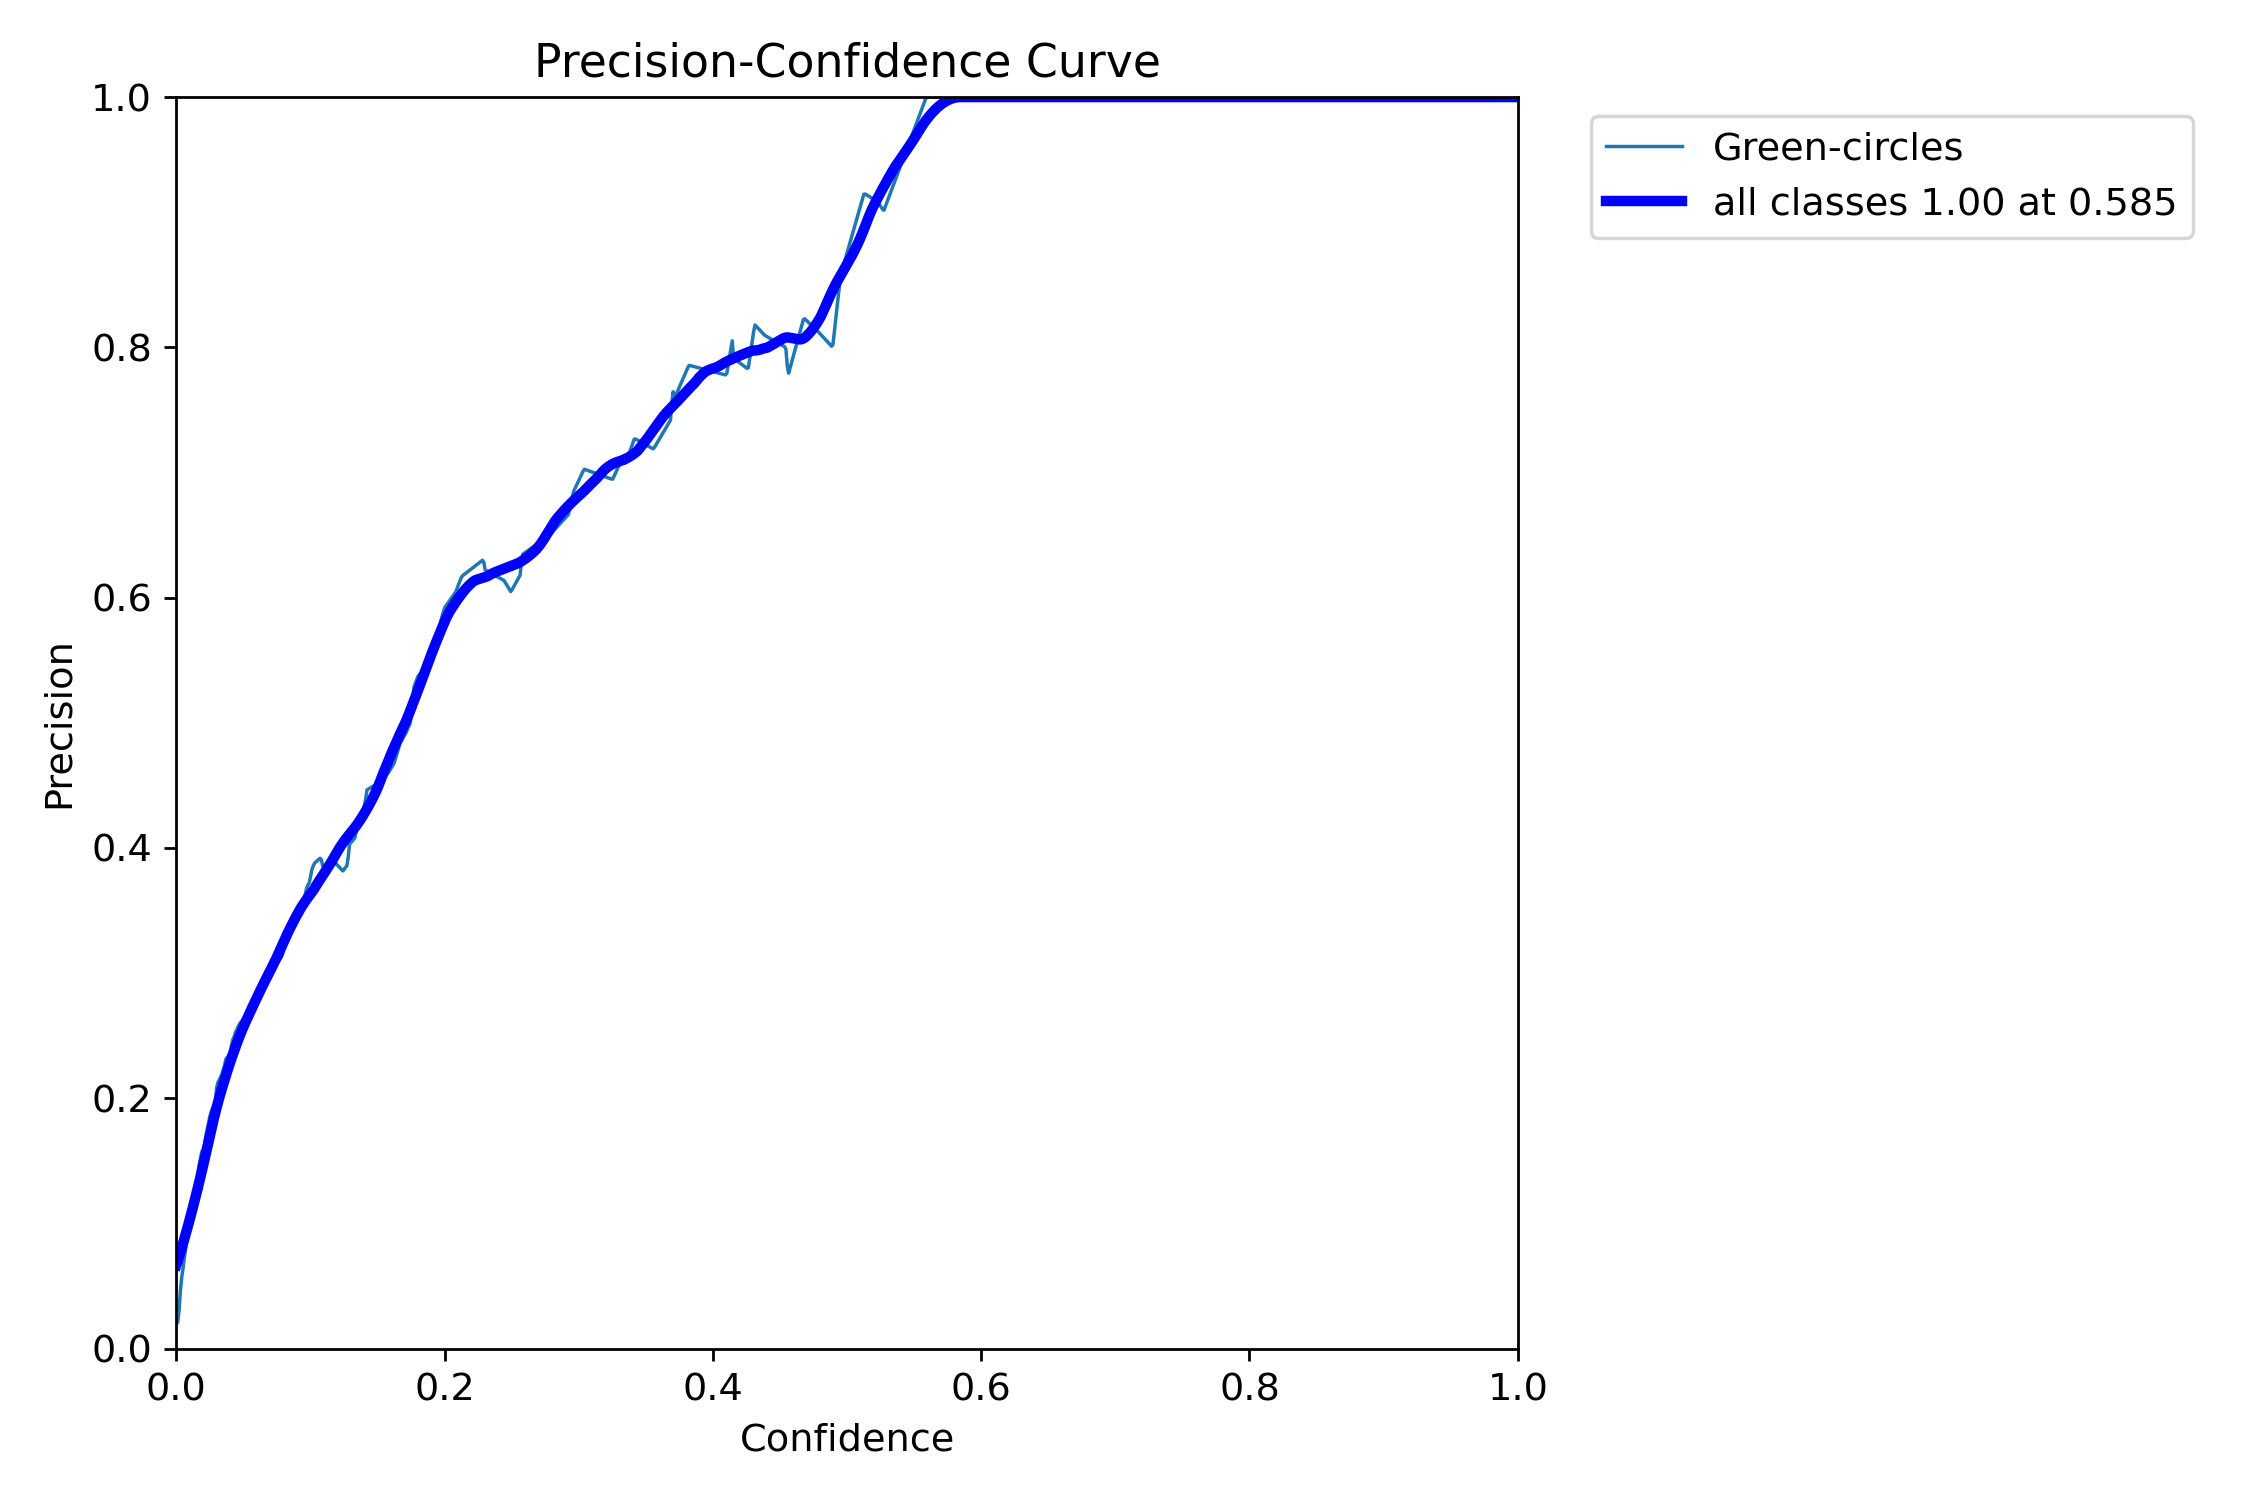 Precision-Confidence Curve
1.0
0.8
0.6
0.4
0.2
0.0
Precision
0.0 0.2 0.4 0.6 0.8 1.0
Confidence
Green-circles
all classes 1.00 at 0.585